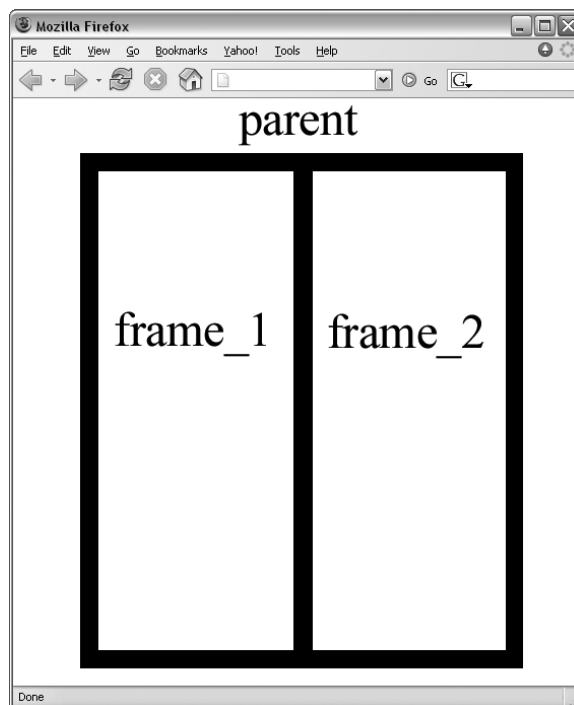 Mozilla Firefox
File Edit View Go Bookmarks Yahoo! Tools Help
Go G
parent
frame_1 frame_2
Done